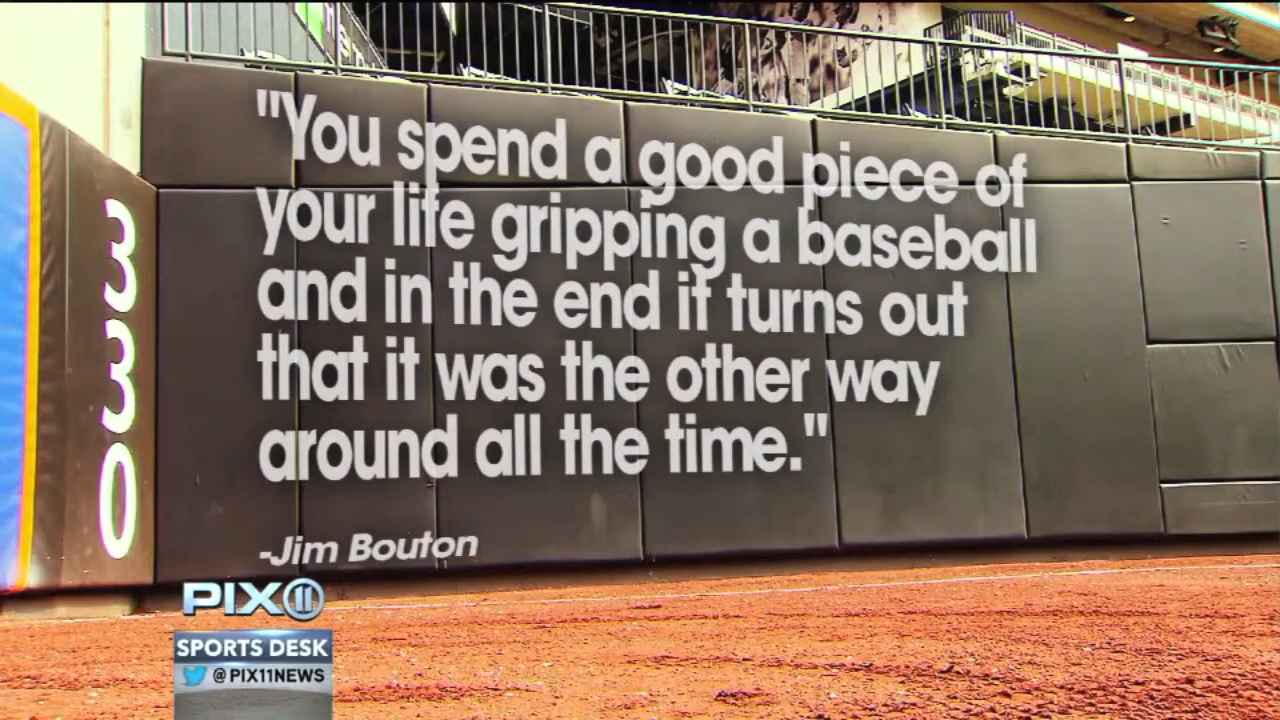 "You spend a good piece of
your life gripping a baseball
and in the end it turns out
that it was the other way
around all the time."
-Jim Bouton
330
PIX11
SPORTS DESK
@PIX11NEWS